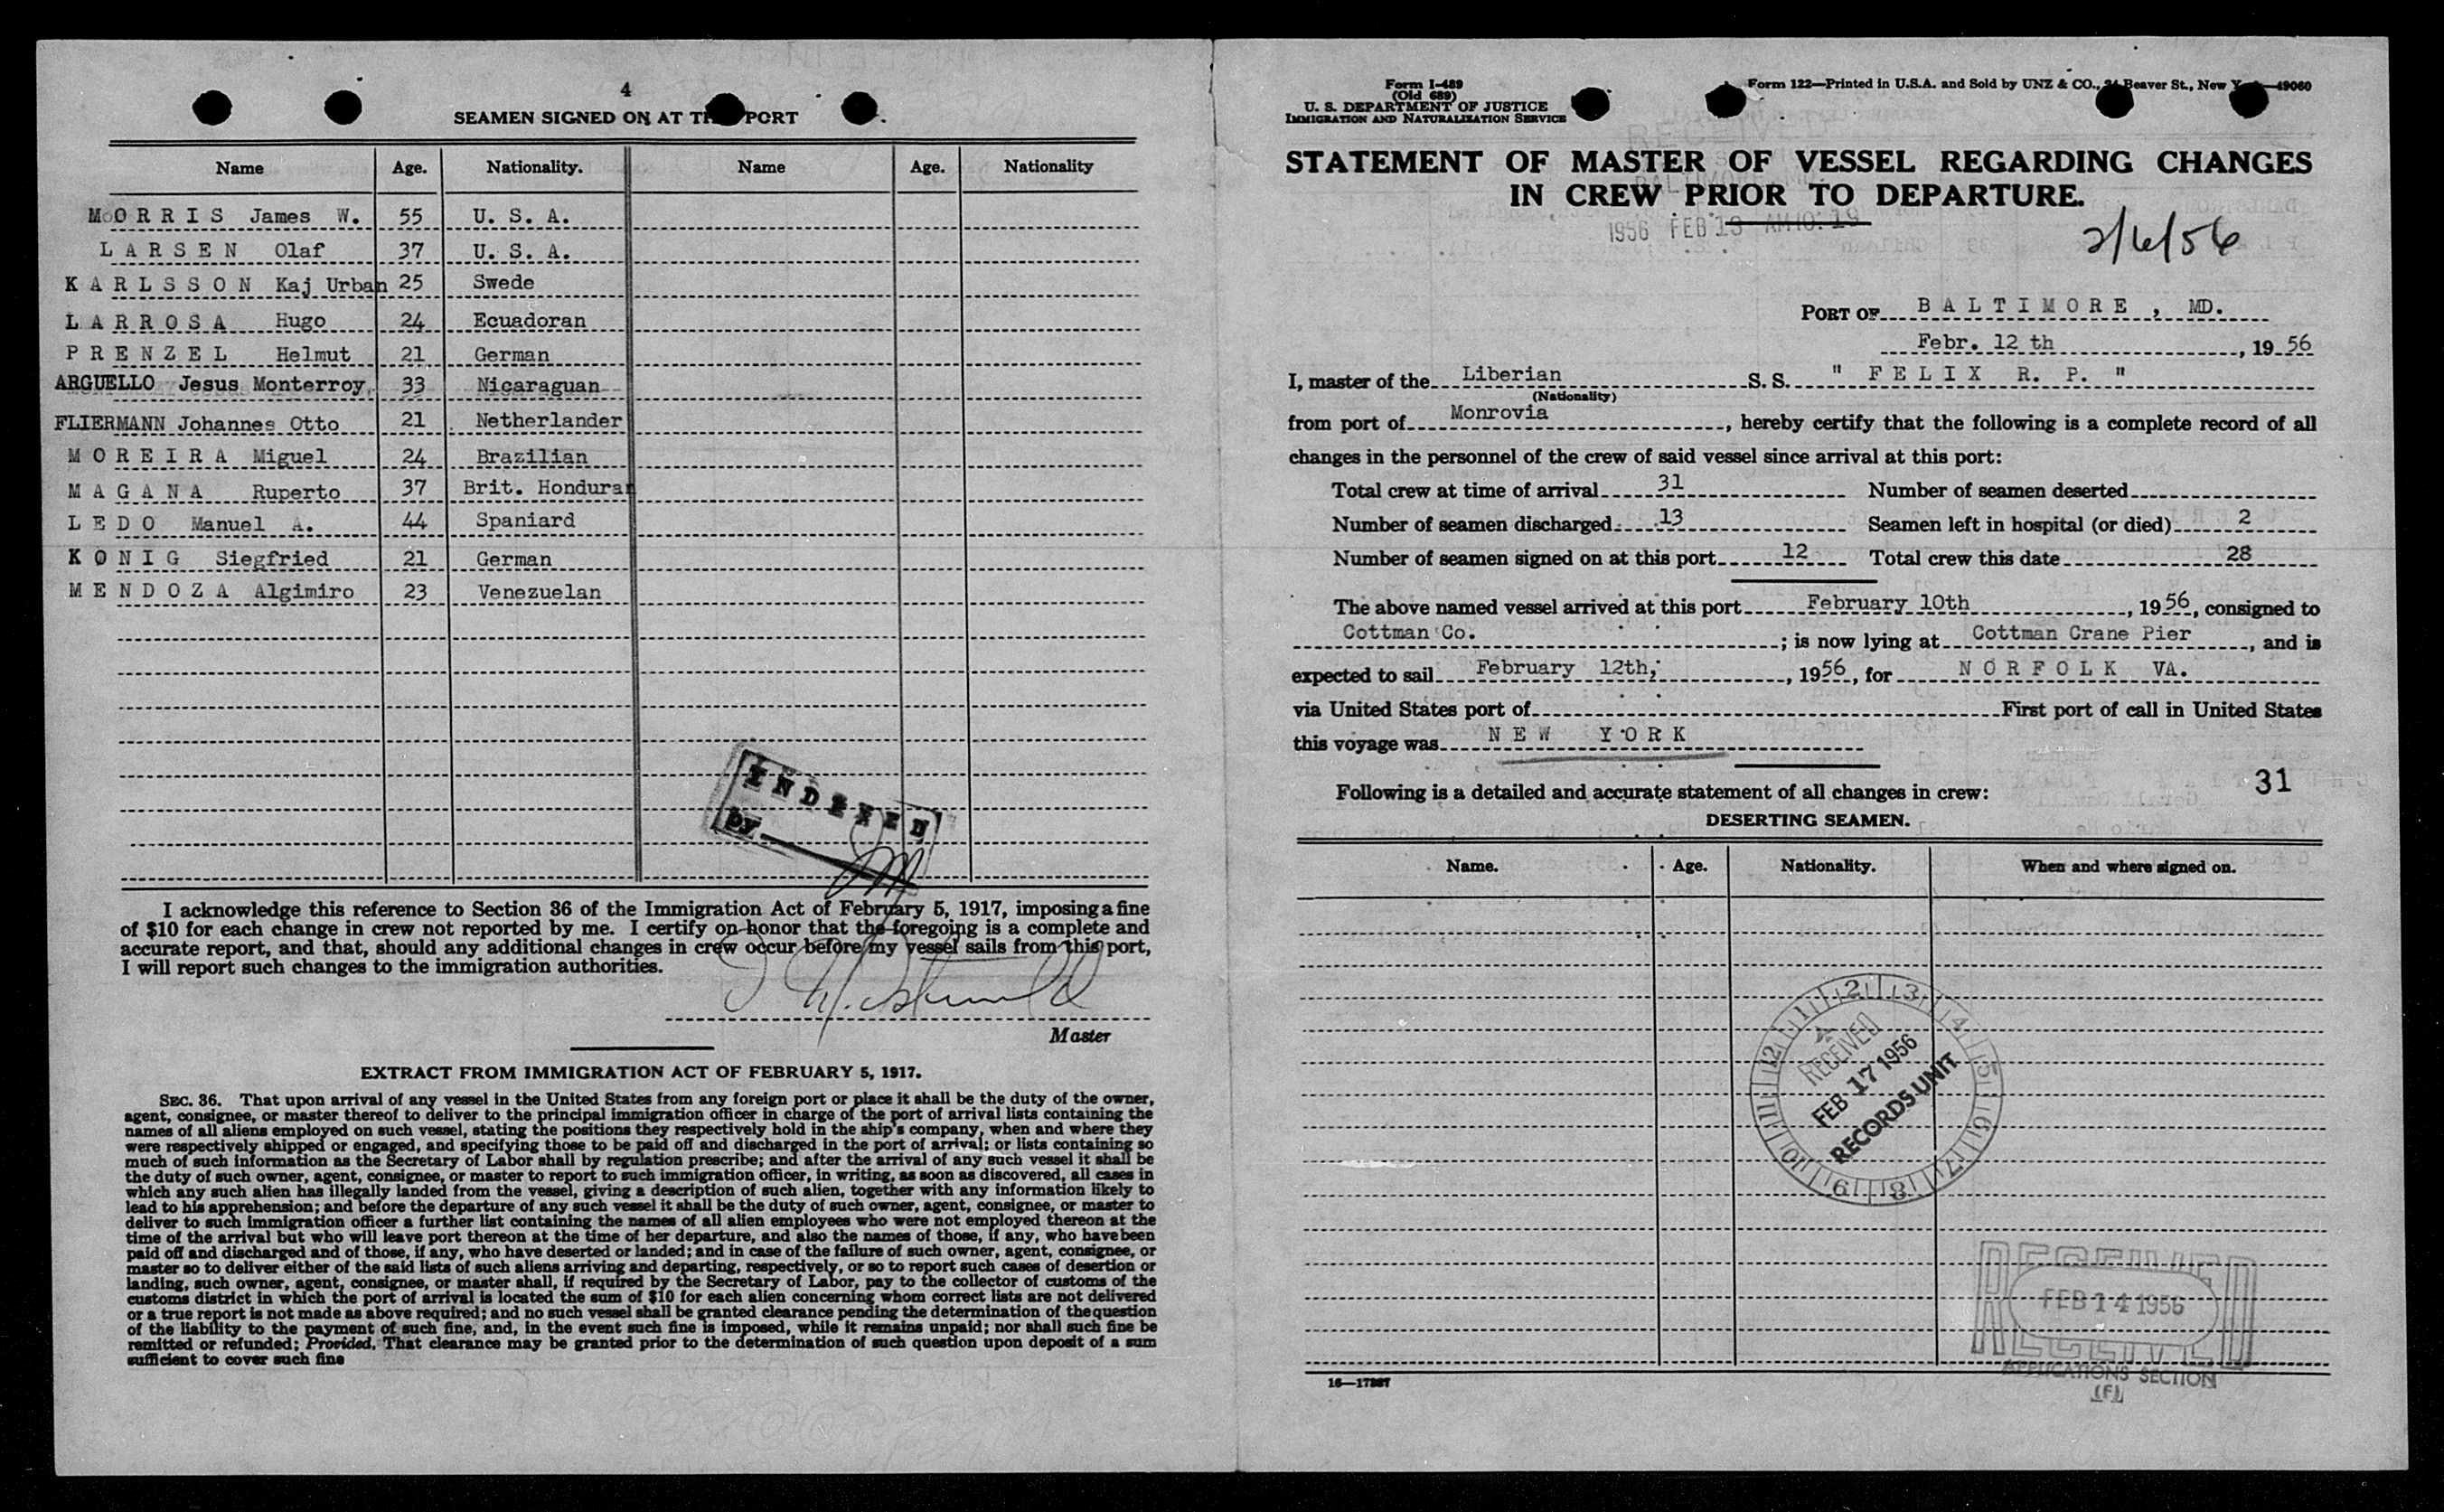 4
SEAMEN SIGNED ON AT THIS PORT
Name Age. Nationality. Name Age. Nationality
MORRIS James W. 55 U. S. A.
LARSEN Olaf 37 U. S. A.
KARLSSON Kaj Urban 25 Swede
LARROSA Hugo 24 Ecuadoran
PRENZEL Helmut 21 German
ARGUELLO Jesus Monterroy 33 Nicaraguan
FLIERMANN Johannes Otto 21 Netherlander
MOREIRA Miguel 24 Brazilian
MAGANA Ruperto 37 Brit. Honduran
LEDO Manuel A. 44 Spaniard
KONIG Siegfried 21 German
MENDOZA Algimiro 23 Venezuelan
INDEXED
by
I acknowledge this reference to Section 36 of the Immigration Act of February 5, 1917, imposing a fine
of $10 for each change in crew not reported by me. I certify on honor that the foregoing is a complete and
accurate report, and that, should any additional changes in crew occur before my vessel sails from this port,
I will report such changes to the immigration authorities.
Master
EXTRACT FROM IMMIGRATION ACT OF FEBRUARY 5, 1917.
SEC. 36. That upon arrival of any vessel in the United States from any foreign port or place it shall be the duty of the owner,
agent, consignee, or master thereof to deliver to the principal immigration officer in charge of the port of arrival lists containing the
names of all aliens employed on such vessel, stating the positions they respectively hold in the ship's company, when and where they
were respectively shipped or engaged, and specifying those to be paid off and discharged in the port of arrival; or lists containing so
much of such information as the Secretary of Labor shall by regulation prescribe; and after the arrival of any such vessel it shall be
the duty of such owner, agent, consignee, or master to report to such immigration officer, in writing, as soon as discovered, all cases in
which any such alien has illegally landed from the vessel, giving a description of such alien, together with any information likely to
lead to his apprehension; and before the departure of any such vessel it shall be the duty of such owner, agent, consignee, or master to
deliver to such immigration officer a further list containing the names of all alien employees who were not employed thereon at the
time of the arrival but who will leave port thereon at the time of her departure, and also the names of those, if any, who have been
paid off and discharged and of those, if any, who have deserted or landed; and in case of the failure of such owner, agent, consignee, or
master so to deliver either of the said lists of such aliens arriving and departing, respectively, or so to report such cases of desertion or
landing, such owner, agent, consignee, or master shall, if required by the Secretary of Labor, pay to the collector of customs of the
customs district in which the port of arrival is located the sum of $10 for each alien concerning whom correct lists are not delivered
or a true report is not made as above required; and no such vessel shall be granted clearance pending the determination of the question
of the liability to the payment of such fine, and, in the event such fine is imposed, while it remains unpaid; nor shall such fine be
remitted or refunded; Provided, That clearance may be granted prior to the determination of such question upon deposit of a sum
sufficient to cover such fine
Form I-489
(Old 689)
U. S. DEPARTMENT OF JUSTICE
IMMIGRATION AND NATURALIZATION SERVICE
Form 122—Printed in U.S.A. and Sold by UNZ & CO., 24 Beaver St., New York—49060
STATEMENT OF MASTER OF VESSEL REGARDING CHANGES
IN CREW PRIOR TO DEPARTURE.
1956 FEB 13 AM 10:19
2/6/56
PORT OF BALTIMORE, MD.
Febr. 12 th, 1956
I, master of the Liberian S. S. " FELIX R. P. "
(Nationality)
from port of Monrovia, hereby certify that the following is a complete record of all
changes in the personnel of the crew of said vessel since arrival at this port:
Total crew at time of arrival 31 Number of seamen deserted
Number of seamen discharged 13 Seamen left in hospital (or died) 2
Number of seamen signed on at this port 12 Total crew this date 28
The above named vessel arrived at this port February 10th, 1956, consigned to
Cottman Co.; is now lying at Cottman Crane Pier, and is
expected to sail February 12th, 1956, for NORFOLK VA.
via United States port of First port of call in United States
this voyage was NEW YORK
Following is a detailed and accurate statement of all changes in crew: 31
DESERTING SEAMEN.
Name. Age. Nationality. When and where signed on.
12 1 2 3 4 5 6 7 8 9 10 11
RECEIVED
FEB 17 1956
RECORDS UNIT
RECEIVED
FEB 14 1956
RECEIVED
APPLICATIONS SECTION
(F)
16—17287